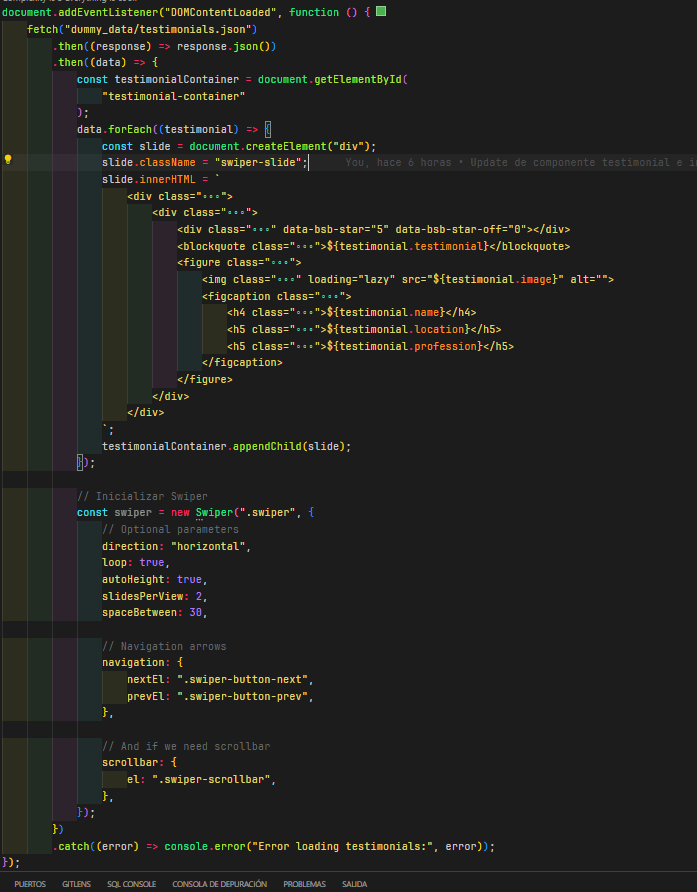 document.addEventListener("DOMContentLoaded", function () {
    fetch("dummy_data/testimonials.json")
        .then((response) => response.json())
        .then((data) => {
            const testimonialContainer = document.getElementById(
                "testimonial-container"
            );
            data.forEach((testimonial) => {
                const slide = document.createElement("div");
                slide.className = "swiper-slide"; You, hace 6 horas • Update de componente testimonial e
                slide.innerHTML = `
                    <div class="∘∘∘">
                        <div class="∘∘∘">
                            <div class="∘∘∘" data-bsb-star="5" data-bsb-star-off="0"></div>
                            <blockquote class="∘∘∘">${testimonial.testimonial}</blockquote>
                            <figure class="∘∘∘">
                                <img class="∘∘∘" loading="lazy" src="${testimonial.image}" alt="">
                                <figcaption class="∘∘∘">
                                    <h4 class="∘∘∘">${testimonial.name}</h4>
                                    <h5 class="∘∘∘">${testimonial.location}</h5>
                                    <h5 class="∘∘∘">${testimonial.profession}</h5>
                                </figcaption>
                            </figure>
                        </div>
                    </div>
                `;
                testimonialContainer.appendChild(slide);
            });
            // Inicializar Swiper
            const swiper = new Swiper(".swiper", {
                // Optional parameters
                direction: "horizontal",
                loop: true,
                autoHeight: true,
                slidesPerView: 2,
                spaceBetween: 30,
                // Navigation arrows
                navigation: {
                    nextEl: ".swiper-button-next",
                    prevEl: ".swiper-button-prev",
                },
                // And if we need scrollbar
                scrollbar: {
                    el: ".swiper-scrollbar",
                },
            });
        })
        .catch((error) => console.error("Error loading testimonials:", error));
});
PUERTOS GITLENS SQL CONSOLE CONSOLA DE DEPURACIÓN PROBLEMAS SALIDA